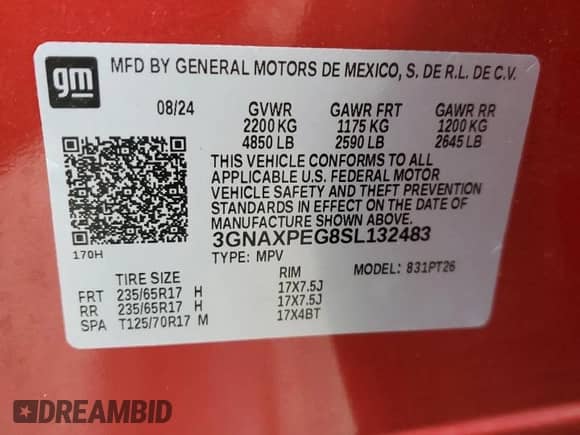 gm MFD BY GENERAL MOTORS DE MEXICO, S. DE R.L. DE C.V.
08/24 GVWR GAWR FRT GAWR RR
2200 KG 1175 KG 1200 KG
4850 LB 2590 LB 2645 LB
THIS VEHICLE CONFORMS TO ALL
APPLICABLE U.S. FEDERAL MOTOR
VEHICLE SAFETY AND THEFT PREVENTION
STANDARDS IN EFFECT ON THE DATE OF
MANUFACTURE SHOWN ABOVE.
3GNAXPEG8SL132483
170H TYPE: MPV MODEL: 831PT26
TIRE SIZE RIM
FRT 235/65R17 H 17X7.5J
RR 235/65R17 H 17X7.5J
SPA T125/70R17 M 17X4BT
DREAMBID